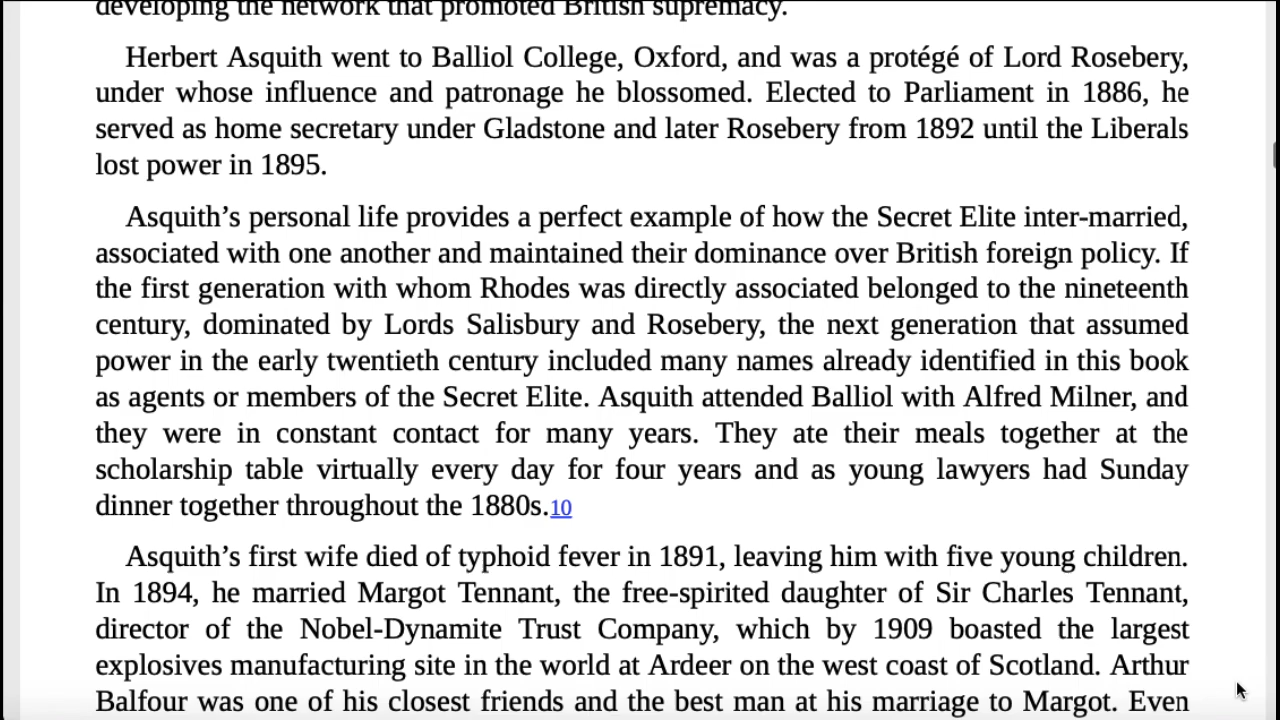 developing the network that promoted British supremacy.
Herbert Asquith went to Balliol College, Oxford, and was a protégé of Lord Rosebery,
under whose influence and patronage he blossomed. Elected to Parliament in 1886, he
served as home secretary under Gladstone and later Rosebery from 1892 until the Liberals
lost power in 1895.
Asquith’s personal life provides a perfect example of how the Secret Elite inter-married,
associated with one another and maintained their dominance over British foreign policy. If
the first generation with whom Rhodes was directly associated belonged to the nineteenth
century, dominated by Lords Salisbury and Rosebery, the next generation that assumed
power in the early twentieth century included many names already identified in this book
as agents or members of the Secret Elite. Asquith attended Balliol with Alfred Milner, and
they were in constant contact for many years. They ate their meals together at the
scholarship table virtually every day for four years and as young lawyers had Sunday
dinner together throughout the 1880s.10
Asquith’s first wife died of typhoid fever in 1891, leaving him with five young children.
In 1894, he married Margot Tennant, the free-spirited daughter of Sir Charles Tennant,
director of the Nobel-Dynamite Trust Company, which by 1909 boasted the largest
explosives manufacturing site in the world at Ardeer on the west coast of Scotland. Arthur
Balfour was one of his closest friends and the best man at his marriage to Margot. Even